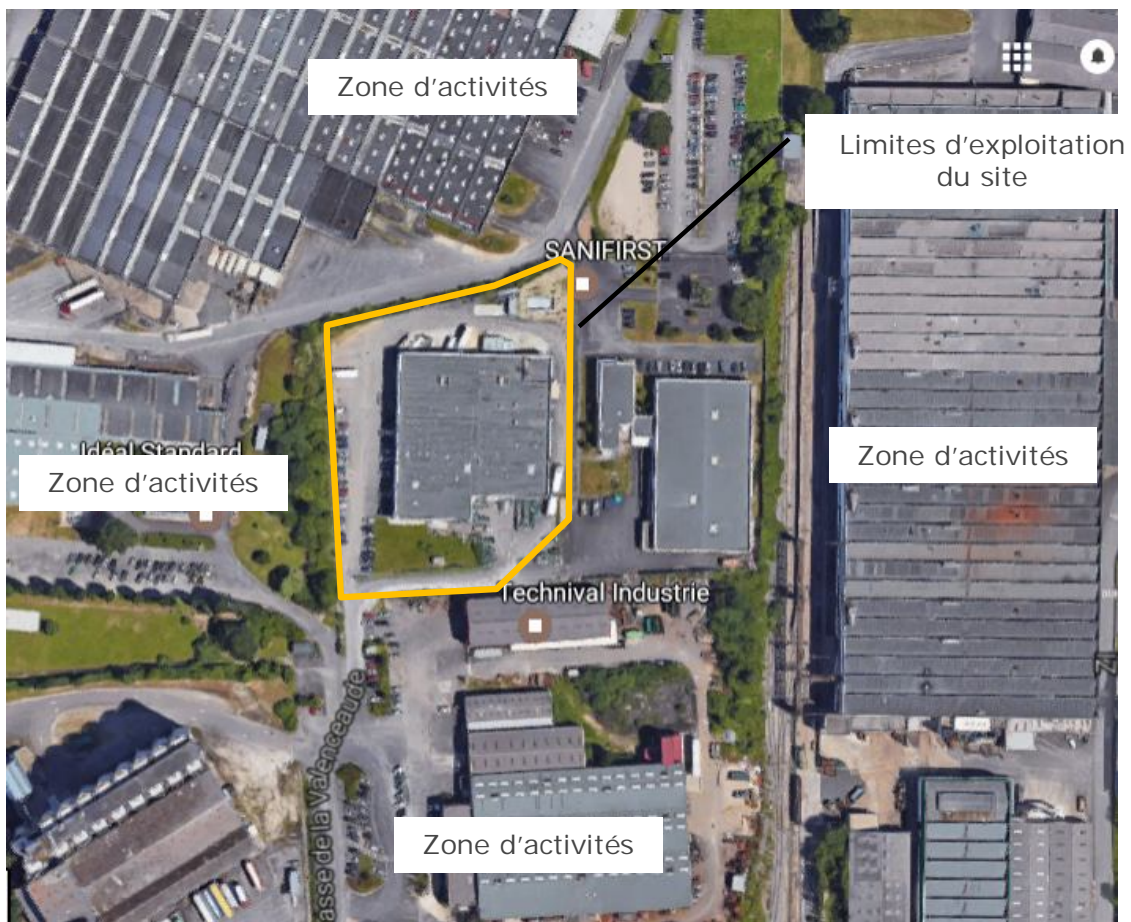 Zone d'activités
Limites d'exploitation
du site
SANIFIRST
Idéal Standard
Zone d'activités
Zone d'activités
Technival Industrie
asse de la Valenceaude
Zone d'activités
ZI